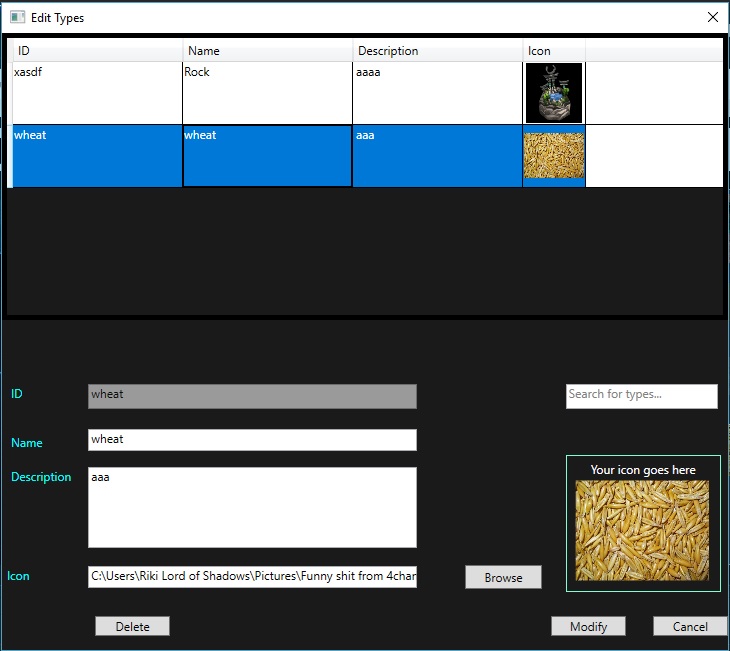 Edit Types
ID Name Description Icon
xasdf Rock aaaa
wheat wheat aaa
ID wheat Search for types...
Name wheat
Your icon goes here
Description aaa
Icon C:\Users\Riki Lord of Shadows\Pictures\Funny shit from 4char Browse
Delete Modify Cancel